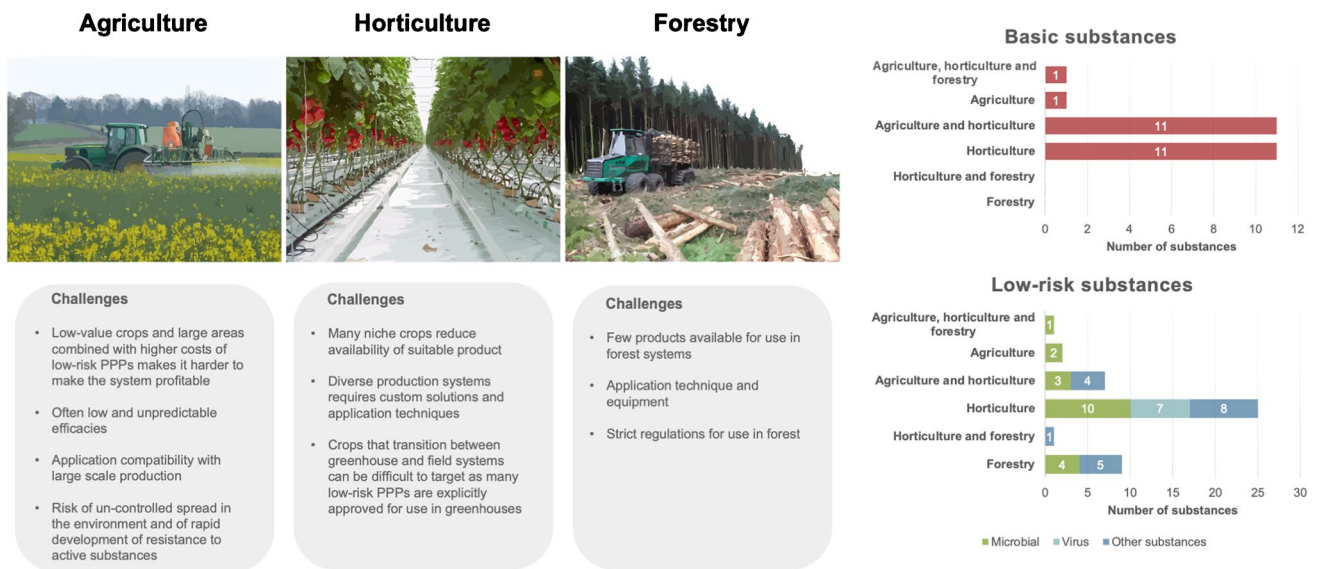 Agriculture
Horticulture
Forestry
Challenges
• Low-value crops and large areas
combined with higher costs of
low-risk PPPs makes it harder to
make the system profitable
• Often low and unpredictable
efficacies
• Application compatibility with
large scale production
• Risk of un-controlled spread in
the environment and of rapid
development of resistance to
active substances
Challenges
• Many niche crops reduce
availability of suitable product
• Diverse production systems
requires custom solutions and
application techniques
• Crops that transition between
greenhouse and field systems
can be difficult to target as many
low-risk PPPs are explicitly
approved for use in greenhouses
Challenges
• Few products available for use in
forest systems
• Application technique and
equipment
• Strict regulations for use in forest
Basic substances
Agriculture, horticulture and
forestry
1
Agriculture
1
Agriculture and horticulture
11
Horticulture
11
Horticulture and forestry
Forestry
0 2 4 6 8 10 12
Number of substances
Low-risk substances
Agriculture, horticulture and
forestry
1
Agriculture
2
Agriculture and horticulture
3 4
Horticulture
10 7 8
Horticulture and forestry
1
Forestry
4 5
0 5 10 15 20 25 30
Number of substances
Microbial Virus Other substances